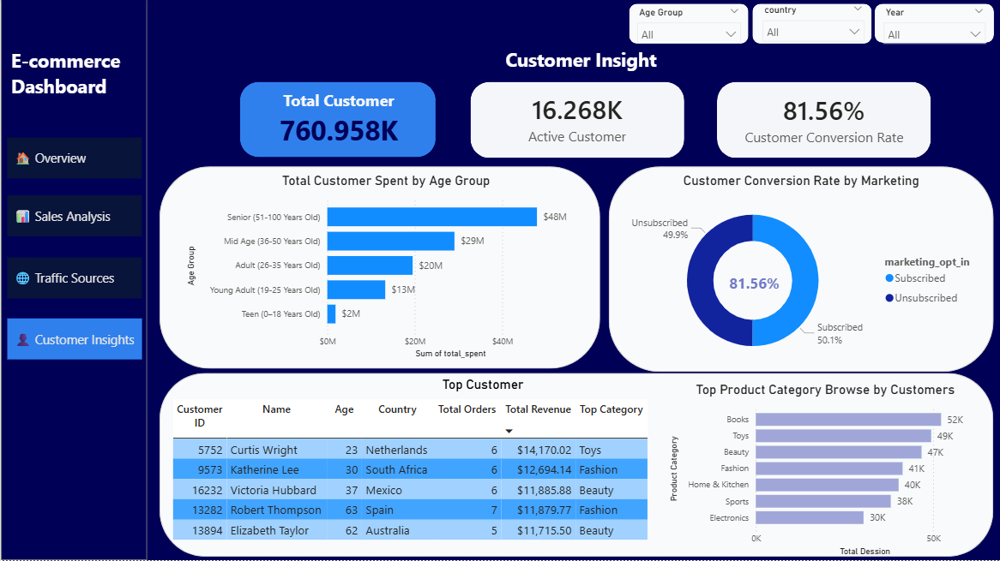 Age Group
All
country
All
Year
All
E-commerce
Dashboard
Overview
Sales Analysis
Traffic Sources
Customer Insights
Customer Insight
Total Customer
760.958K
16.268K
Active Customer
81.56%
Customer Conversion Rate
Total Customer Spent by Age Group
Age Group
Senior (51-100 Years Old)
$48M
Mid Age (36-50 Years Old)
$29M
Adult (26-35 Years Old)
$20M
Young Adult (19-25 Years Old)
$13M
Teen (0–18 Years Old)
$2M
$0M $20M $40M
Sum of total_spent
Customer Conversion Rate by Marketing
Unsubscribed
49.9%
81.56%
Subscribed
50.1%
marketing_opt_in
Subscribed
Unsubscribed
Top Customer
Customer ID Name Age Country Total Orders Total Revenue Top Category
5752 Curtis Wright 23 Netherlands 6 $14,170.02 Toys
9573 Katherine Lee 30 South Africa 6 $12,694.14 Fashion
16232 Victoria Hubbard 37 Mexico 6 $11,885.88 Beauty
13282 Robert Thompson 63 Spain 7 $11,879.77 Fashion
13894 Elizabeth Taylor 62 Australia 5 $11,715.50 Beauty
Top Product Category Browse by Customers
Product Category
Books 52K
Toys 49K
Beauty 47K
Fashion 41K
Home & Kitchen 40K
Sports 38K
Electronics 30K
0K 50K
Total Dession